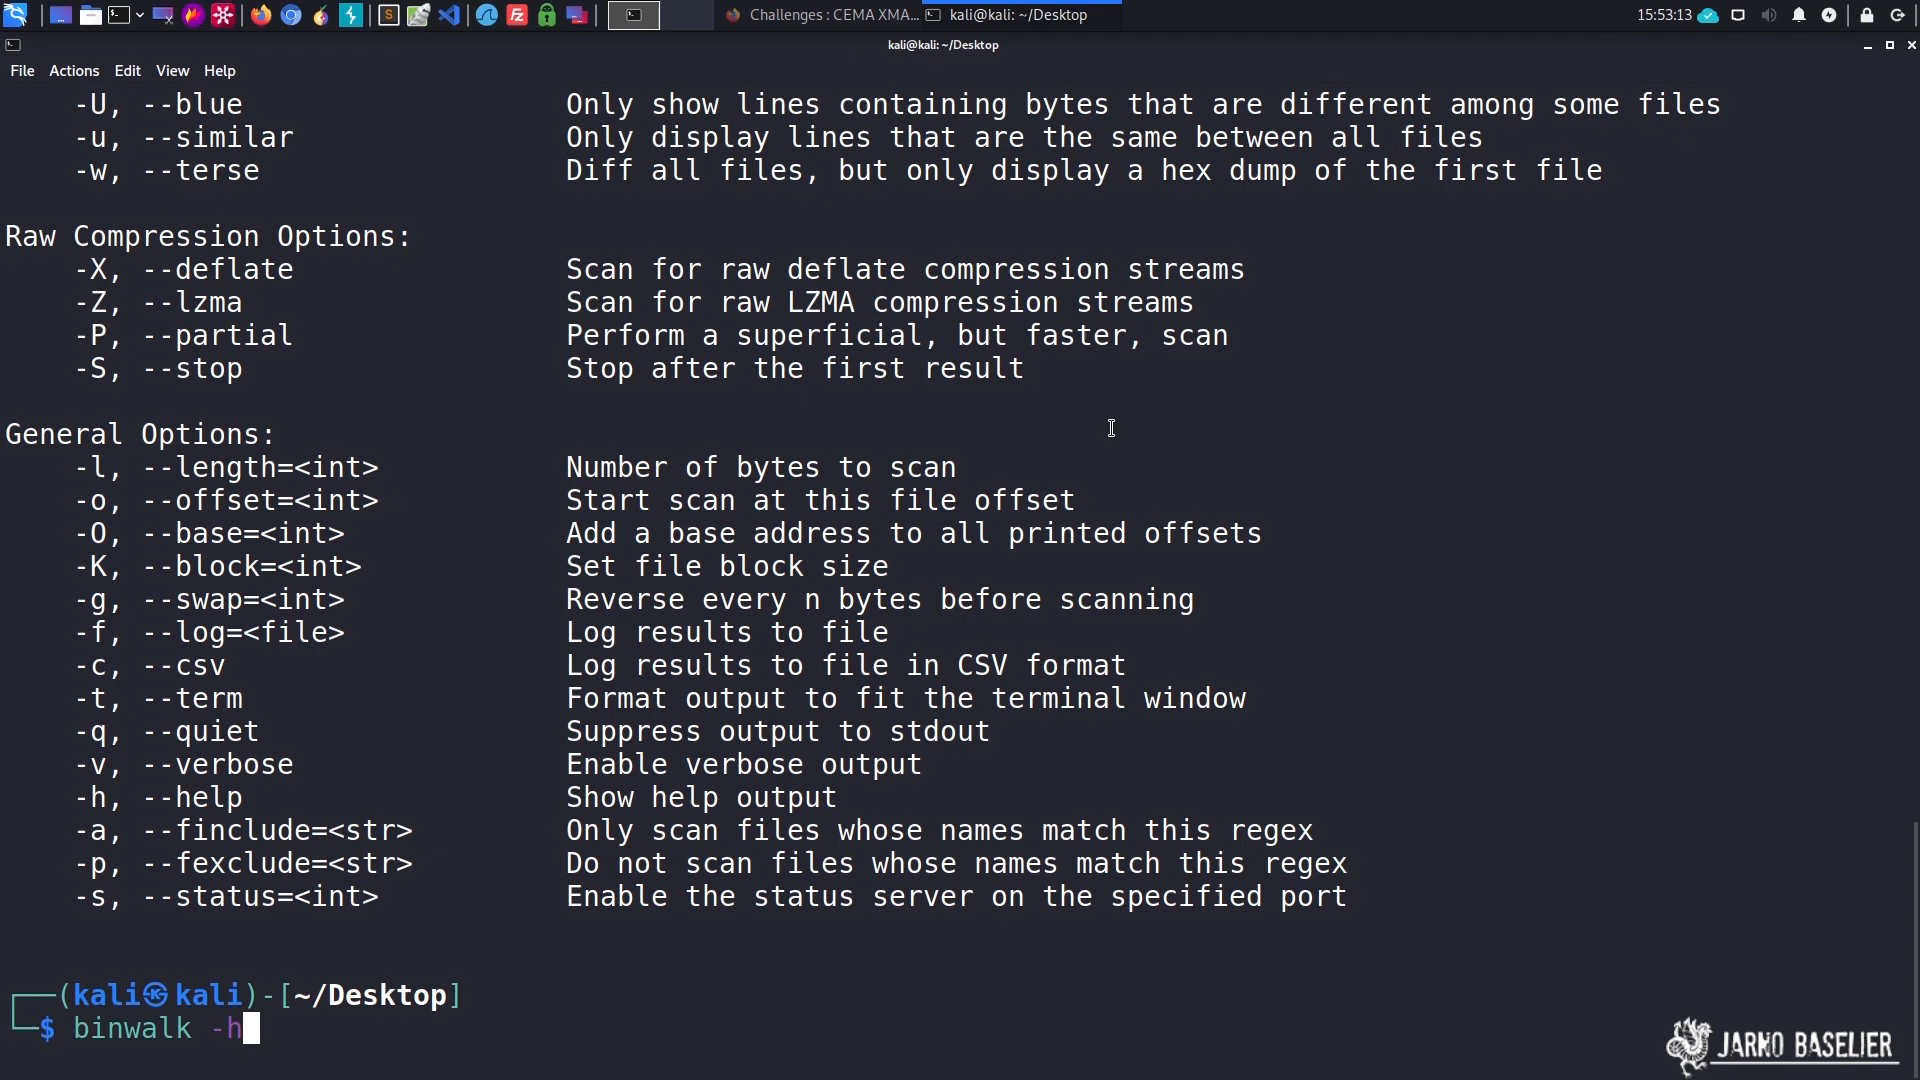 Challenges : CEMA XMA... kali@kali: ~/Desktop 15:53:13
kali@kali: ~/Desktop
File Actions Edit View Help
-U, --blue Only show lines containing bytes that are different among some files
-u, --similar Only display lines that are the same between all files
-w, --terse Diff all files, but only display a hex dump of the first file
Raw Compression Options:
-X, --deflate Scan for raw deflate compression streams
-Z, --lzma Scan for raw LZMA compression streams
-P, --partial Perform a superficial, but faster, scan
-S, --stop Stop after the first result
General Options:
-l, --length=<int> Number of bytes to scan
-o, --offset=<int> Start scan at this file offset
-O, --base=<int> Add a base address to all printed offsets
-K, --block=<int> Set file block size
-g, --swap=<int> Reverse every n bytes before scanning
-f, --log=<file> Log results to file
-c, --csv Log results to file in CSV format
-t, --term Format output to fit the terminal window
-q, --quiet Suppress output to stdout
-v, --verbose Enable verbose output
-h, --help Show help output
-a, --finclude=<str> Only scan files whose names match this regex
-p, --fexclude=<str> Do not scan files whose names match this regex
-s, --status=<int> Enable the status server on the specified port
┌──(kali㉿kali)-[~/Desktop]
└─$ binwalk -h
JARNO BASELIER